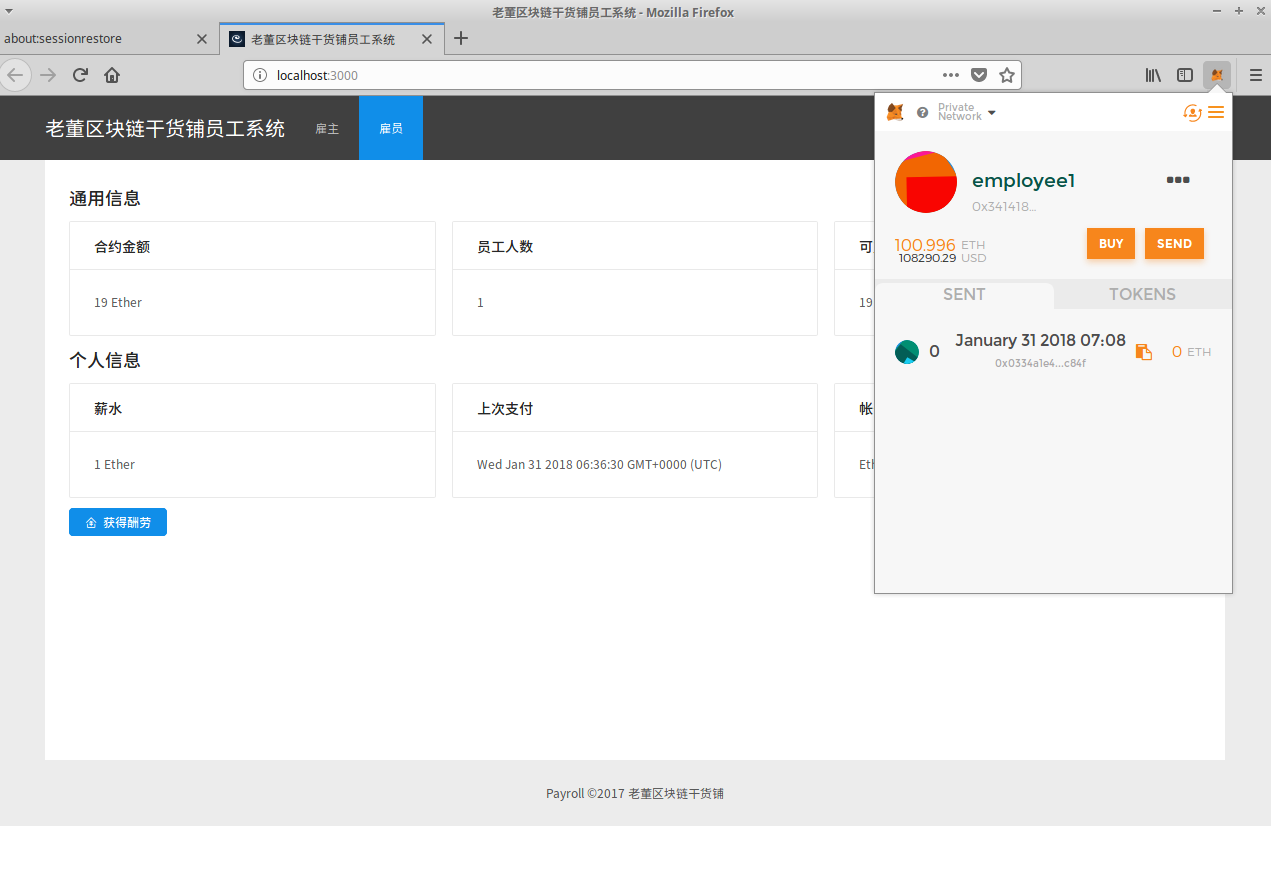 老董区块链干货铺员工系统 - Mozilla Firefox
about:sessionrestore
老董区块链干货铺员工系统
localhost:3000
老董区块链干货铺员工系统 雇主 雇员
Private
Network
employee1
0x341418...
100.996 ETH
108290.29 USD
BUY SEND
SENT TOKENS
0 January 31 2018 07:08 0 ETH
0x0334a1e4...c84f
通用信息
合约金额 员工人数 可
19 Ether 1 19
个人信息
薪水 上次支付 帐
1 Ether Wed Jan 31 2018 06:36:30 GMT+0000 (UTC) Eth
获得酬劳
Payroll ©2017 老董区块链干货铺